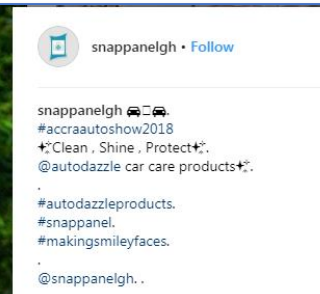 snappanelgh • Follow
snappanelgh 🚘□🚘.
#accraautoshow2018
✨Clean , Shine , Protect✨.
@autodazzle car care products✨.
.
#autodazzleproducts.
#snappanel.
#makingsmileyfaces.
.
@snappanelgh. .